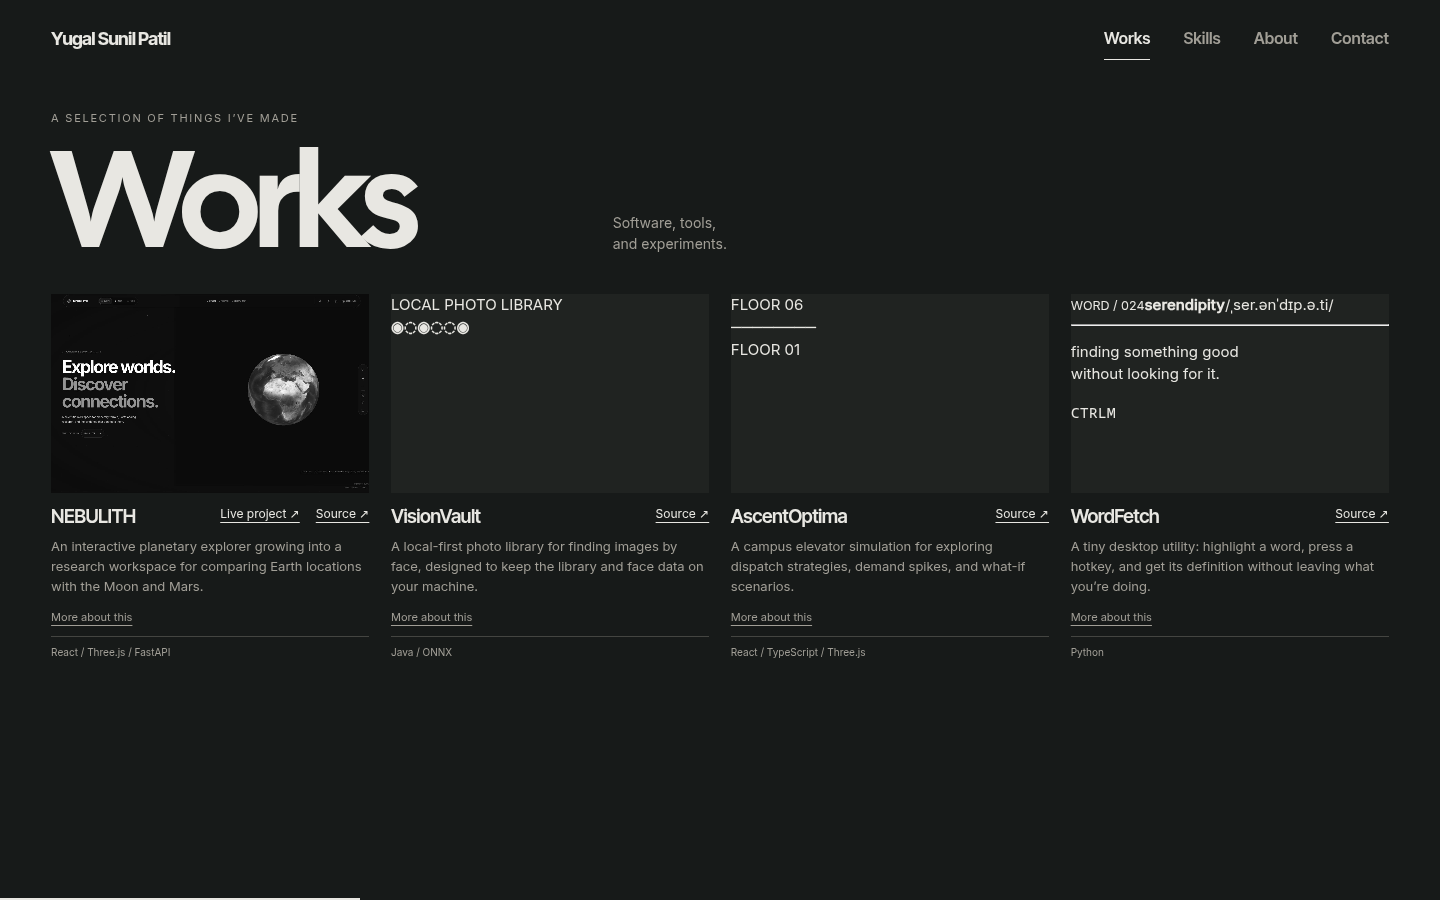 Yugal Sunil Patil
Works Skills About Contact
A SELECTION OF THINGS I’VE MADE
Works
Software, tools,
and experiments.
Explore worlds.
Discover
connections.
LOCAL PHOTO LIBRARY
◉◌◉◌◌◉
FLOOR 06
FLOOR 01
WORD / 024serendipity/ˌser.ənˈdɪp.ə.ti/
finding something good
without looking for it.
CTRLM
NEBULITH Live project ↗ Source ↗
An interactive planetary explorer growing into a
research workspace for comparing Earth locations
with the Moon and Mars.
More about this
React / Three.js / FastAPI
VisionVault Source ↗
A local-first photo library for finding images by
face, designed to keep the library and face data on
your machine.
More about this
Java / ONNX
AscentOptima Source ↗
A campus elevator simulation for exploring
dispatch strategies, demand spikes, and what-if
scenarios.
More about this
React / TypeScript / Three.js
WordFetch Source ↗
A tiny desktop utility: highlight a word, press a
hotkey, and get its definition without leaving what
you’re doing.
More about this
Python